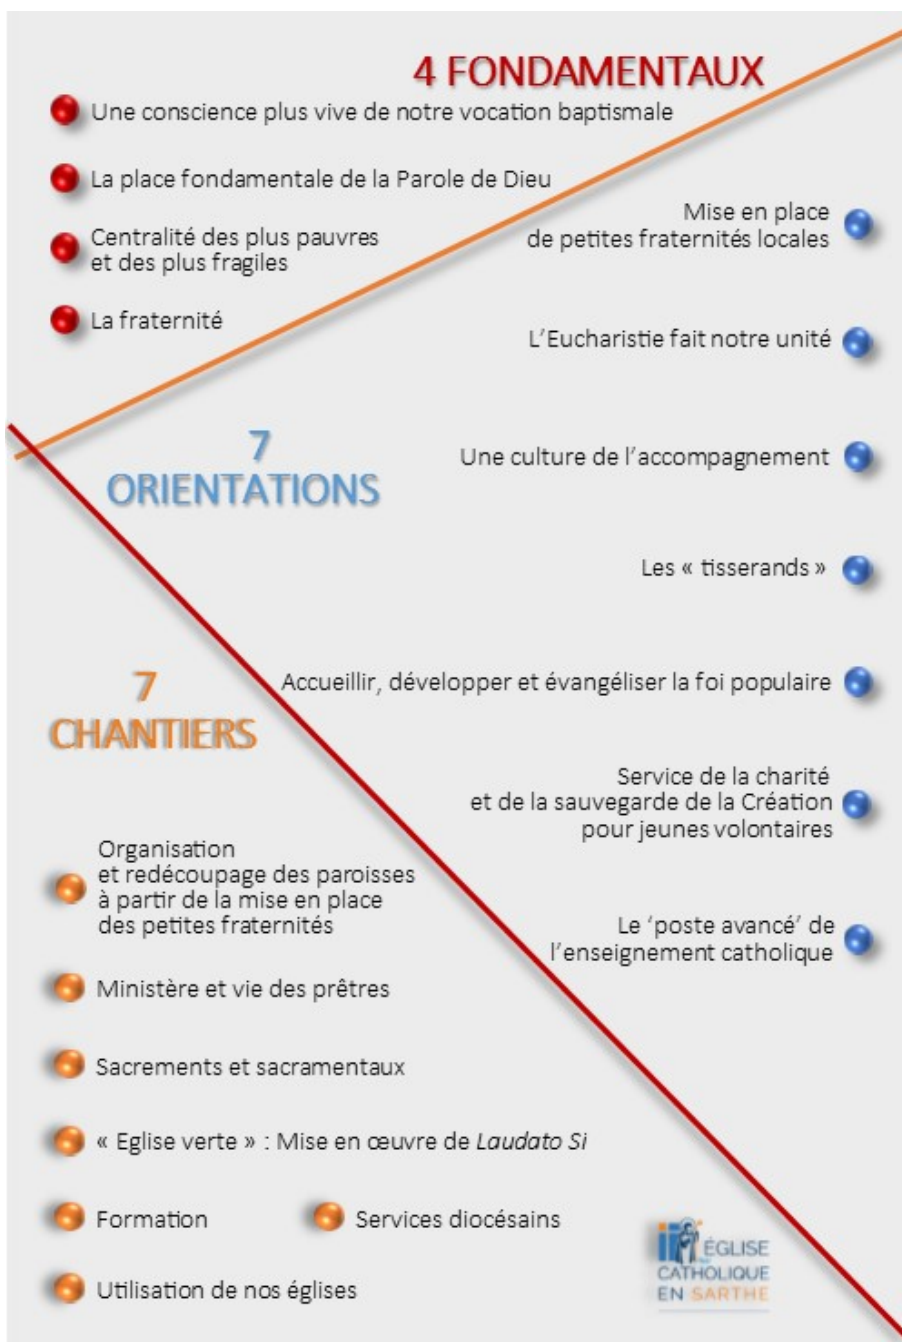 4 FONDAMENTAUX
Une conscience plus vive de notre vocation baptismale
La place fondamentale de la Parole de Dieu
Centralité des plus pauvres
et des plus fragiles
La fraternité
7
ORIENTATIONS
Mise en place
de petites fraternités locales
L’Eucharistie fait notre unité
Une culture de l’accompagnement
Les « tisserands »
Accueillir, développer et évangéliser la foi populaire
Service de la charité
et de la sauvegarde de la Création
pour jeunes volontaires
Le ‘poste avancé’ de
l’enseignement catholique
7
CHANTIERS
Organisation
et redécoupage des paroisses
à partir de la mise en place
des petites fraternités
Ministère et vie des prêtres
Sacrements et sacramentaux
« Eglise verte » : Mise en œuvre de Laudato Si
Formation
Services diocésains
Utilisation de nos églises
ÉGLISE
CATHOLIQUE
EN SARTHE